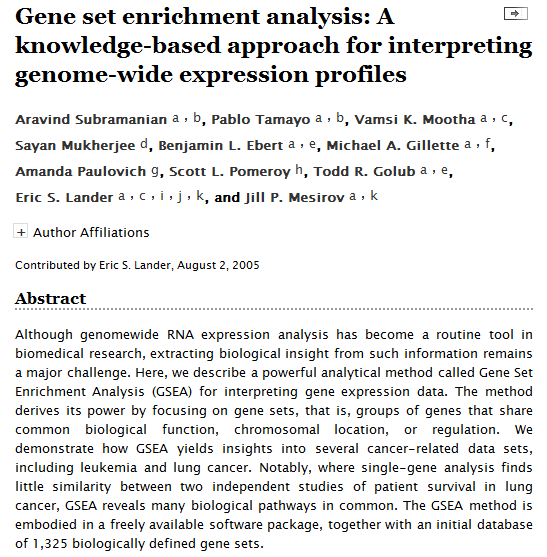 Gene set enrichment analysis: A
knowledge-based approach for interpreting
genome-wide expression profiles
Aravind Subramanian a , b, Pablo Tamayo a , b, Vamsi K. Mootha a , c,
Sayan Mukherjee d, Benjamin L. Ebert a , e, Michael A. Gillette a , f,
Amanda Paulovich g, Scott L. Pomeroy h, Todd R. Golub a , e,
Eric S. Lander a , c , i , j , k, and Jill P. Mesirov a , k
+ Author Affiliations
Contributed by Eric S. Lander, August 2, 2005
Abstract
Although genomewide RNA expression analysis has become a routine tool in
biomedical research, extracting biological insight from such information remains
a major challenge. Here, we describe a powerful analytical method called Gene Set
Enrichment Analysis (GSEA) for interpreting gene expression data. The method
derives its power by focusing on gene sets, that is, groups of genes that share
common biological function, chromosomal location, or regulation. We
demonstrate how GSEA yields insights into several cancer-related data sets,
including leukemia and lung cancer. Notably, where single-gene analysis finds
little similarity between two independent studies of patient survival in lung
cancer, GSEA reveals many biological pathways in common. The GSEA method is
embodied in a freely available software package, together with an initial database
of 1,325 biologically defined gene sets.